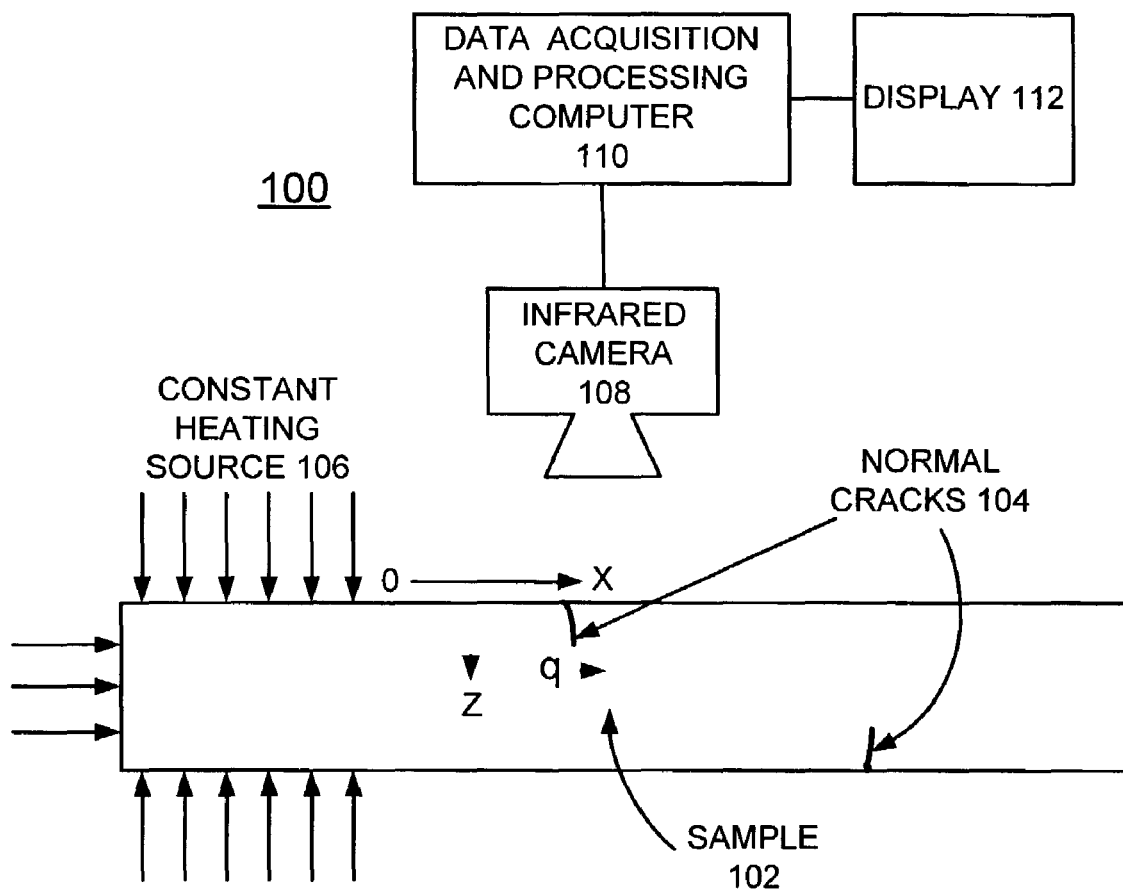 DATA ACQUISITION
AND PROCESSING
COMPUTER
110
DISPLAY 112
100
INFRARED
CAMERA
108
CONSTANT
HEATING
SOURCE 106
NORMAL
CRACKS 104
0
X
q
Z
SAMPLE
102